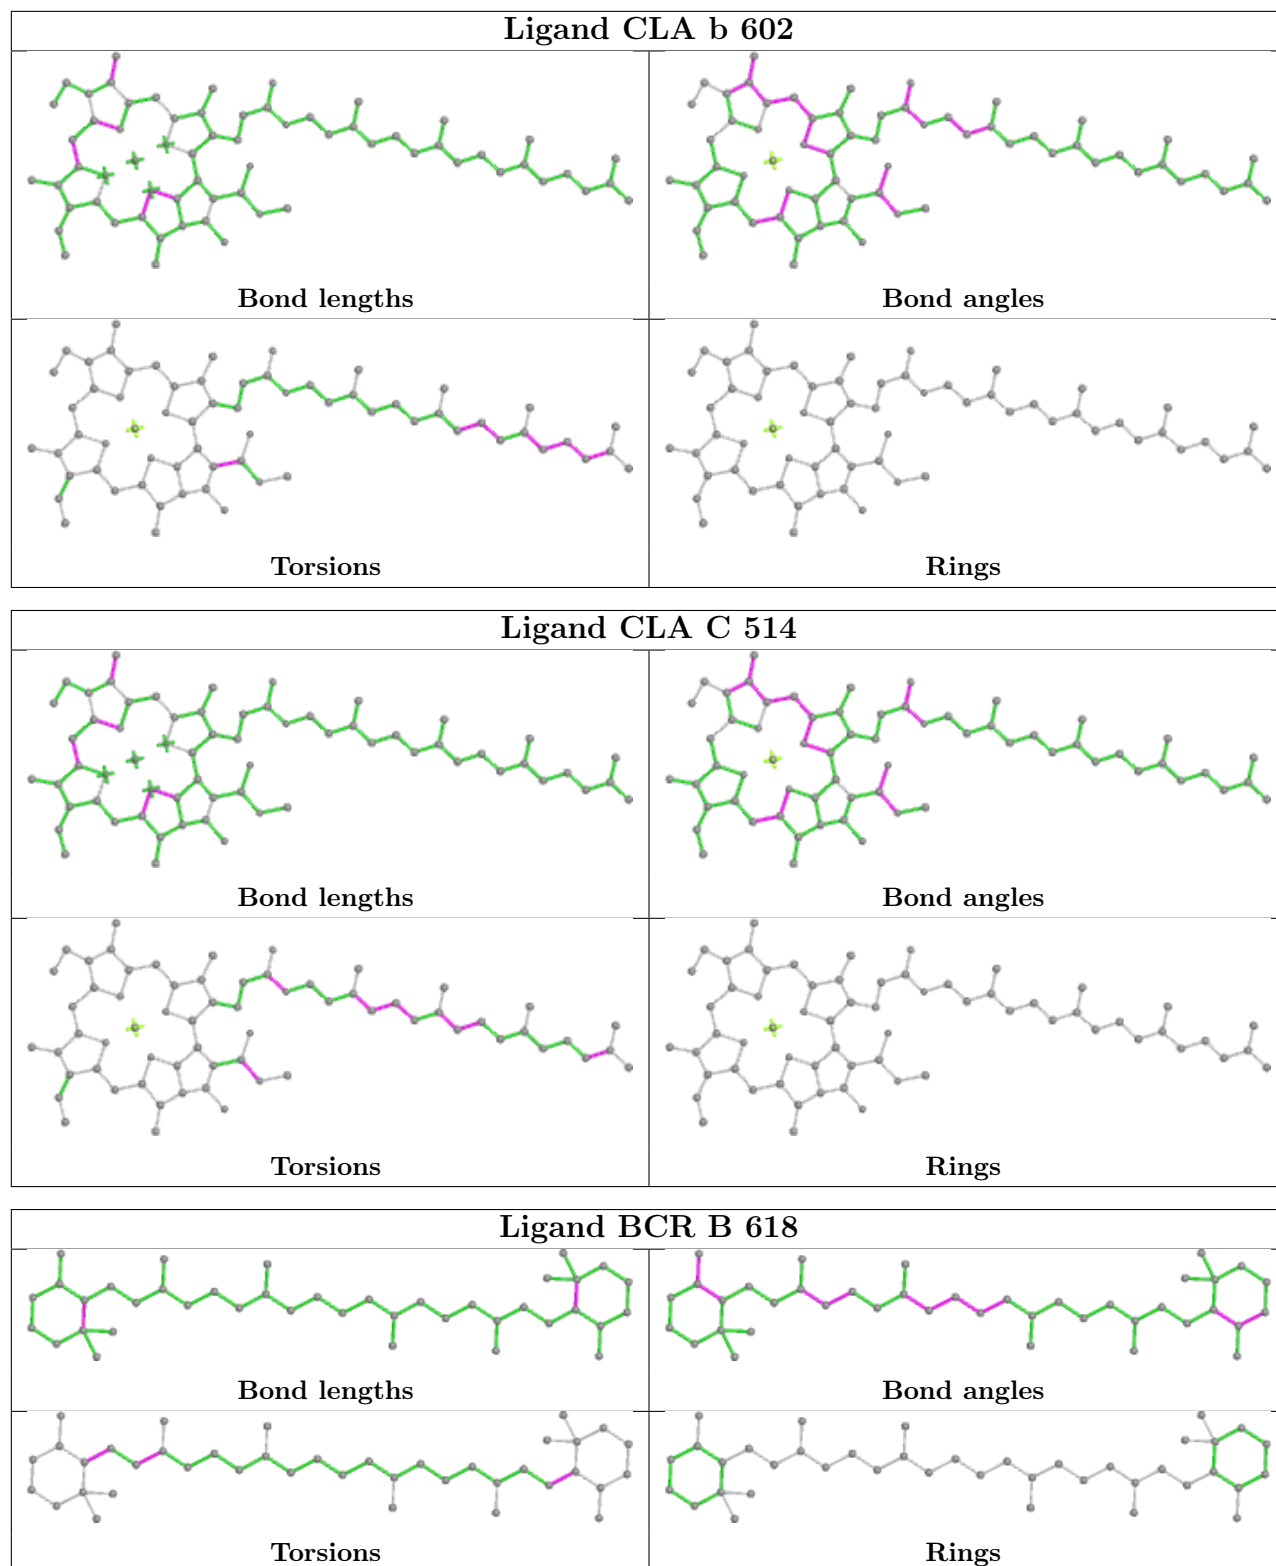 Ligand CLA b 602
Bond lengths
Bond angles
Torsions
Rings
Ligand CLA C 514
Bond lengths
Bond angles
Torsions
Rings
Ligand BCR B 618
Bond lengths
Bond angles
Torsions
Rings